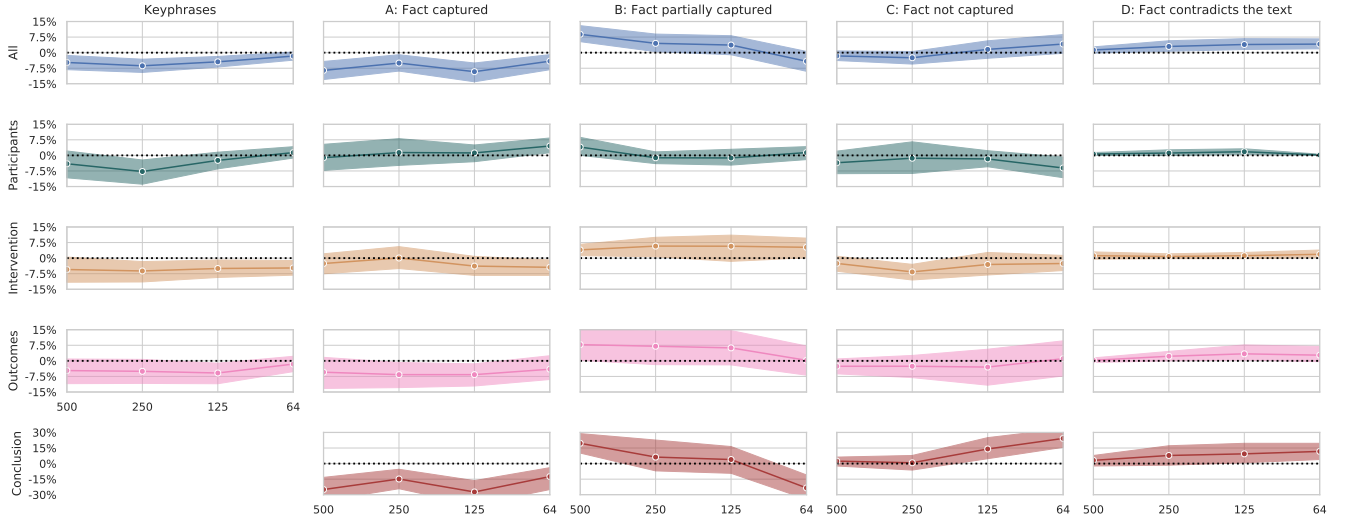 Keyphrases
A: Fact captured
B: Fact partially captured
C: Fact not captured
D: Fact contradicts the text
All
15%
7.5%
0%
-7.5%
-15%
Participants
15%
7.5%
0%
-7.5%
-15%
Intervention
15%
7.5%
0%
-7.5%
-15%
Outcomes
15%
7.5%
0%
-7.5%
-15%
500 250 125 64
Conclusion
30%
15%
0%
-15%
-30%
500 250 125 64
500 250 125 64
500 250 125 64
500 250 125 64